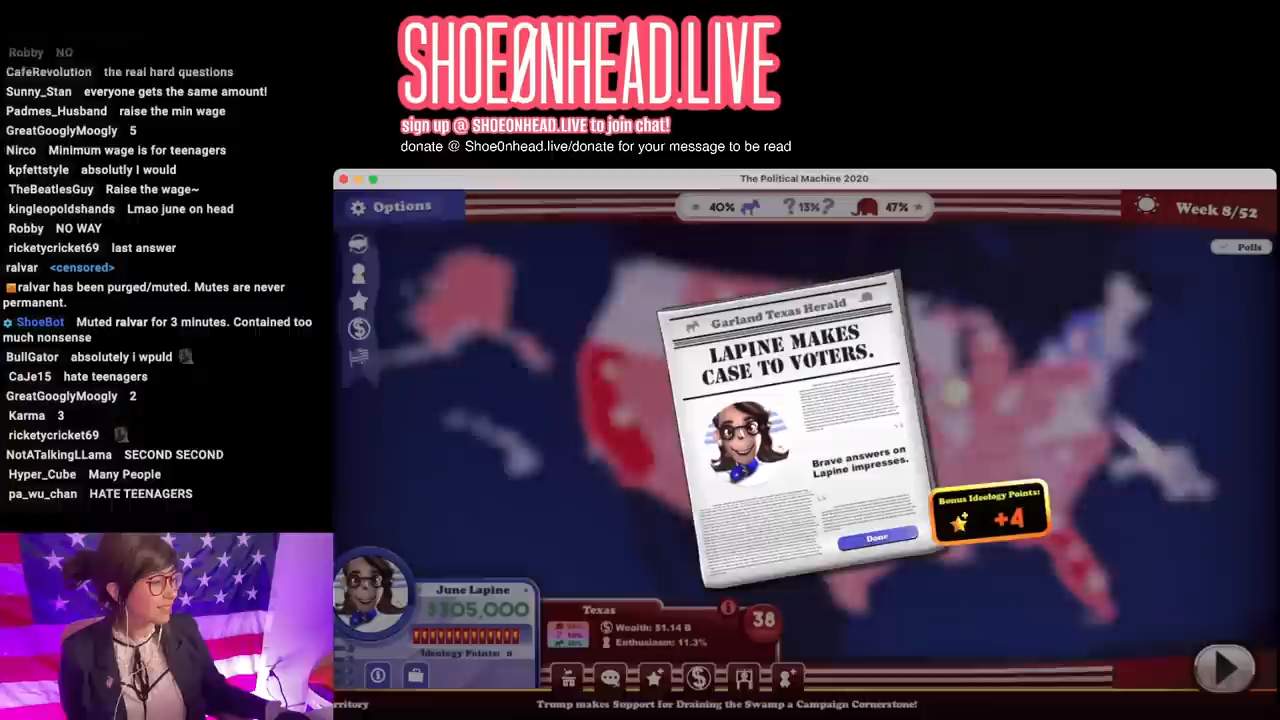 Robby NO
CafeRevolution the real hard questions
Sunny_Stan everyone gets the same amount!
Padmes_Husband raise the min wage
GreatGooglyMoogly 5
Nirco Minimum wage is for teenagers
kpfettstyle absolutly I would
TheBeatlesGuy Raise the wage~
kingleopoldshands Lmao june on head
Robby NO WAY
ricketycricket69 last answer
ralvar <censored>
ralvar has been purged/muted. Mutes are never
permanent.
ShoeBot Muted ralvar for 3 minutes. Contained too
much nonsense
BullGator absolutely i wpuld
CaJe15 hate teenagers
GreatGooglyMoogly 2
Karma 3
ricketycricket69
NotATalkingLLama SECOND SECOND
Hyper_Cube Many People
pa_wu_chan HATE TEENAGERS
SHOEØNHEAD.LIVE
sign up @ SHOE0NHEAD.LIVE to join chat!
donate @ Shoe0nhead.live/donate for your message to be read
The Political Machine 2020
Options
40% ?13%? 47%
Week 8/52
Polls
Garland Texas Herald
LAPINE MAKES
CASE TO VOTERS.
Brave answers on
Lapine impresses.
Done
Bonus Ideology Points:
+4
June Lapine
$305,000
Ideology Points: 0
Texas
Wealth: $1.14 B
Enthusiasm: 11.3%
38
rritory
Trump makes Support for Draining the Swamp a Campaign Cornerstone!